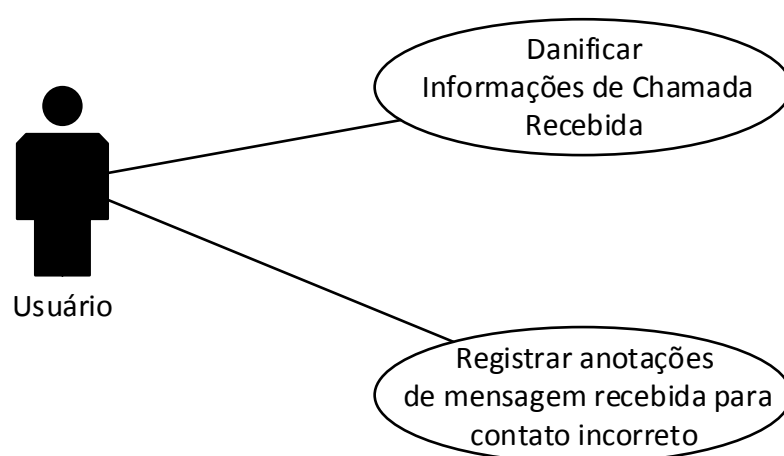 Danificar
Informações de Chamada
Recebida
Usuário
Registrar anotações
de mensagem recebida para
contato incorreto